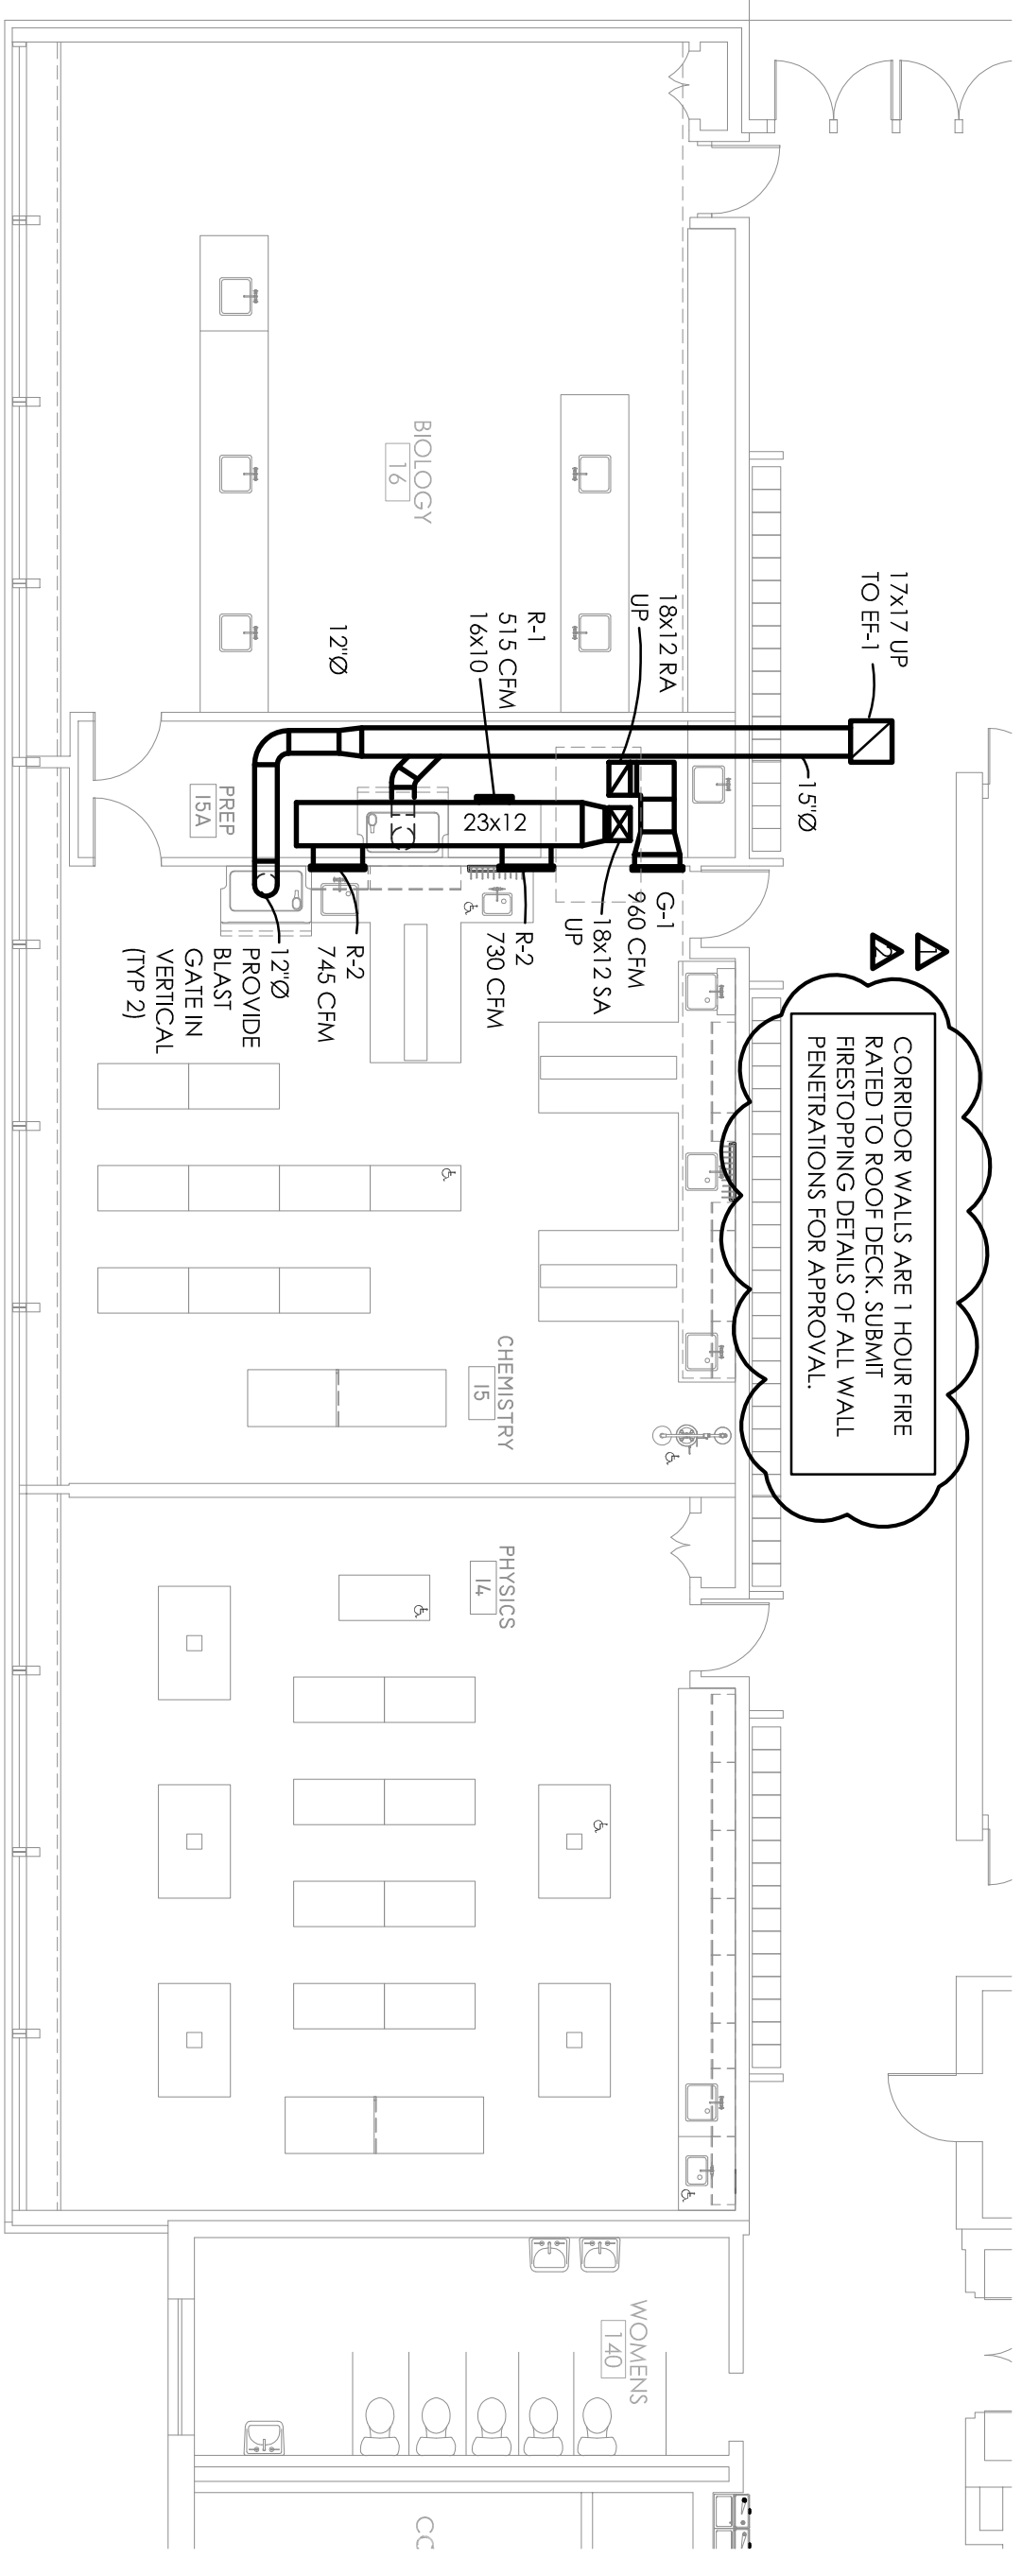 17x17 UP
TO EF-1
15"Ø
18x12 RA
UP
R-1
515 CFM
16x10
12"Ø
BIOLOGY
16
PREP
15A
23x12
G-1
960 CFM
18x12 SA
UP
R-2
730 CFM
R-2
745 CFM
12"Ø
PROVIDE
BLAST
GATE IN
VERTICAL
(TYP 2)
1
2
CORRIDOR WALLS ARE 1 HOUR FIRE
RATED TO ROOF DECK. SUBMIT
FIRESTOPPING DETAILS OF ALL WALL
PENETRATIONS FOR APPROVAL.
CHEMISTRY
15
PHYSICS
14
WOMENS
140